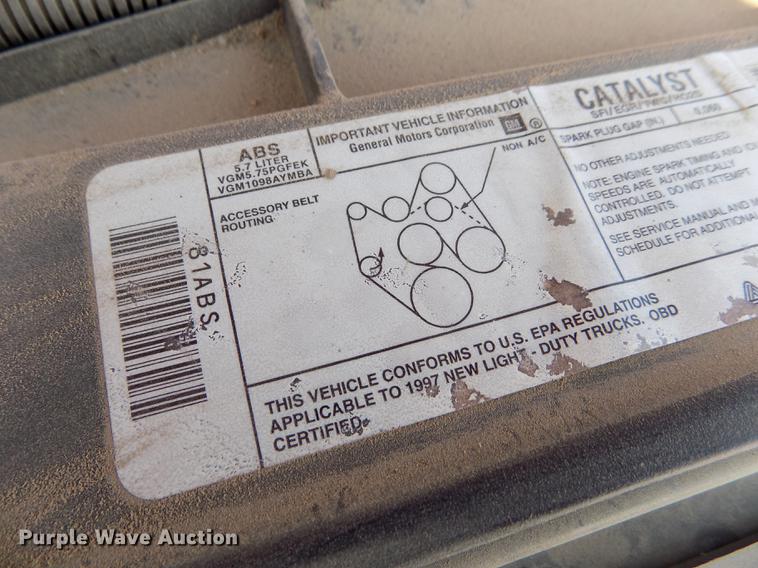 ABS
5.7 LITER
VGM5.75PGFEK
VGM1098AYMBA
IMPORTANT VEHICLE INFORMATION
General Motors Corporation GM ®
ACCESSORY BELT
ROUTING
NON A/C
81ABS
CATALYST
SPARK PLUG GAP (IN.) 0.060
NO OTHER ADJUSTMENTS NEEDED
NOTE: ENGINE SPARK TIMING AND
SPEEDS ARE AUTOMATICALLY
CONTROLLED. DO NOT ATTEMPT
ADJUSTMENTS.
SEE SERVICE MANUAL AND
SCHEDULE FOR ADDITIONAL
THIS VEHICLE CONFORMS TO U.S. EPA REGULATIONS
APPLICABLE TO 1997 NEW LIGHT - DUTY TRUCKS. OBD
CERTIFIED.
Purple Wave Auction